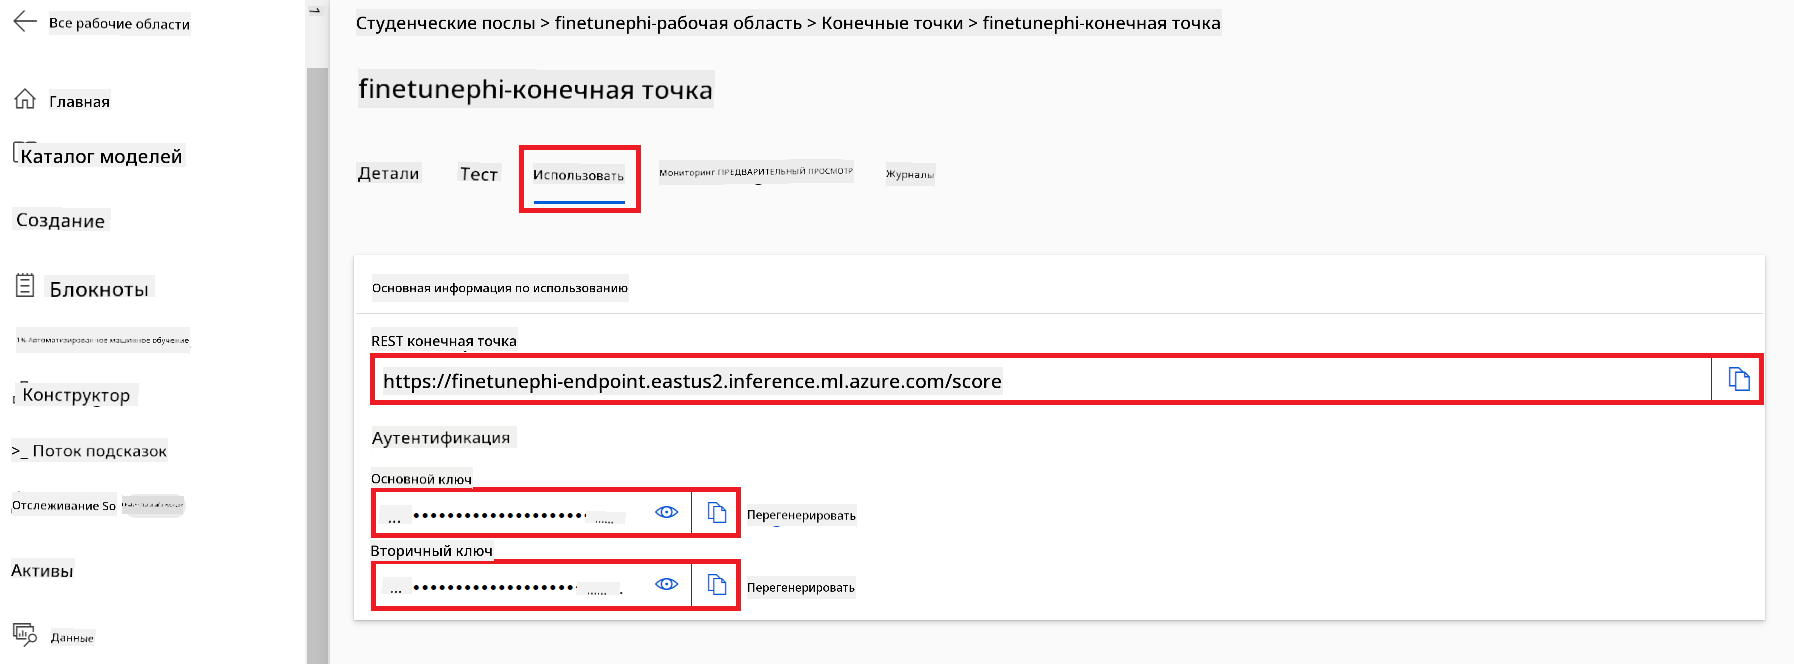 Все рабочие области
Главная
Каталог моделей
Создание
Блокноты
Автоматизированное машинное обучение
Конструктор
>_ Поток подсказок
Отслеживание So
Активы
Данные
Студенческие послы > finetunephi-рабочая область > Конечные точки > finetunephi-конечная точка
finetunephi-конечная точка
Детали Тест Использовать Мониторинг ПРЕДВАРИТЕЛЬНЫЙ ПРОСМОТР Журналы
Основная информация по использованию
REST конечная точка
https://finetunephi-endpoint.eastus2.inference.ml.azure.com/score
Аутентификация
Основной ключ
Перегенерировать
Вторичный ключ
Перегенерировать